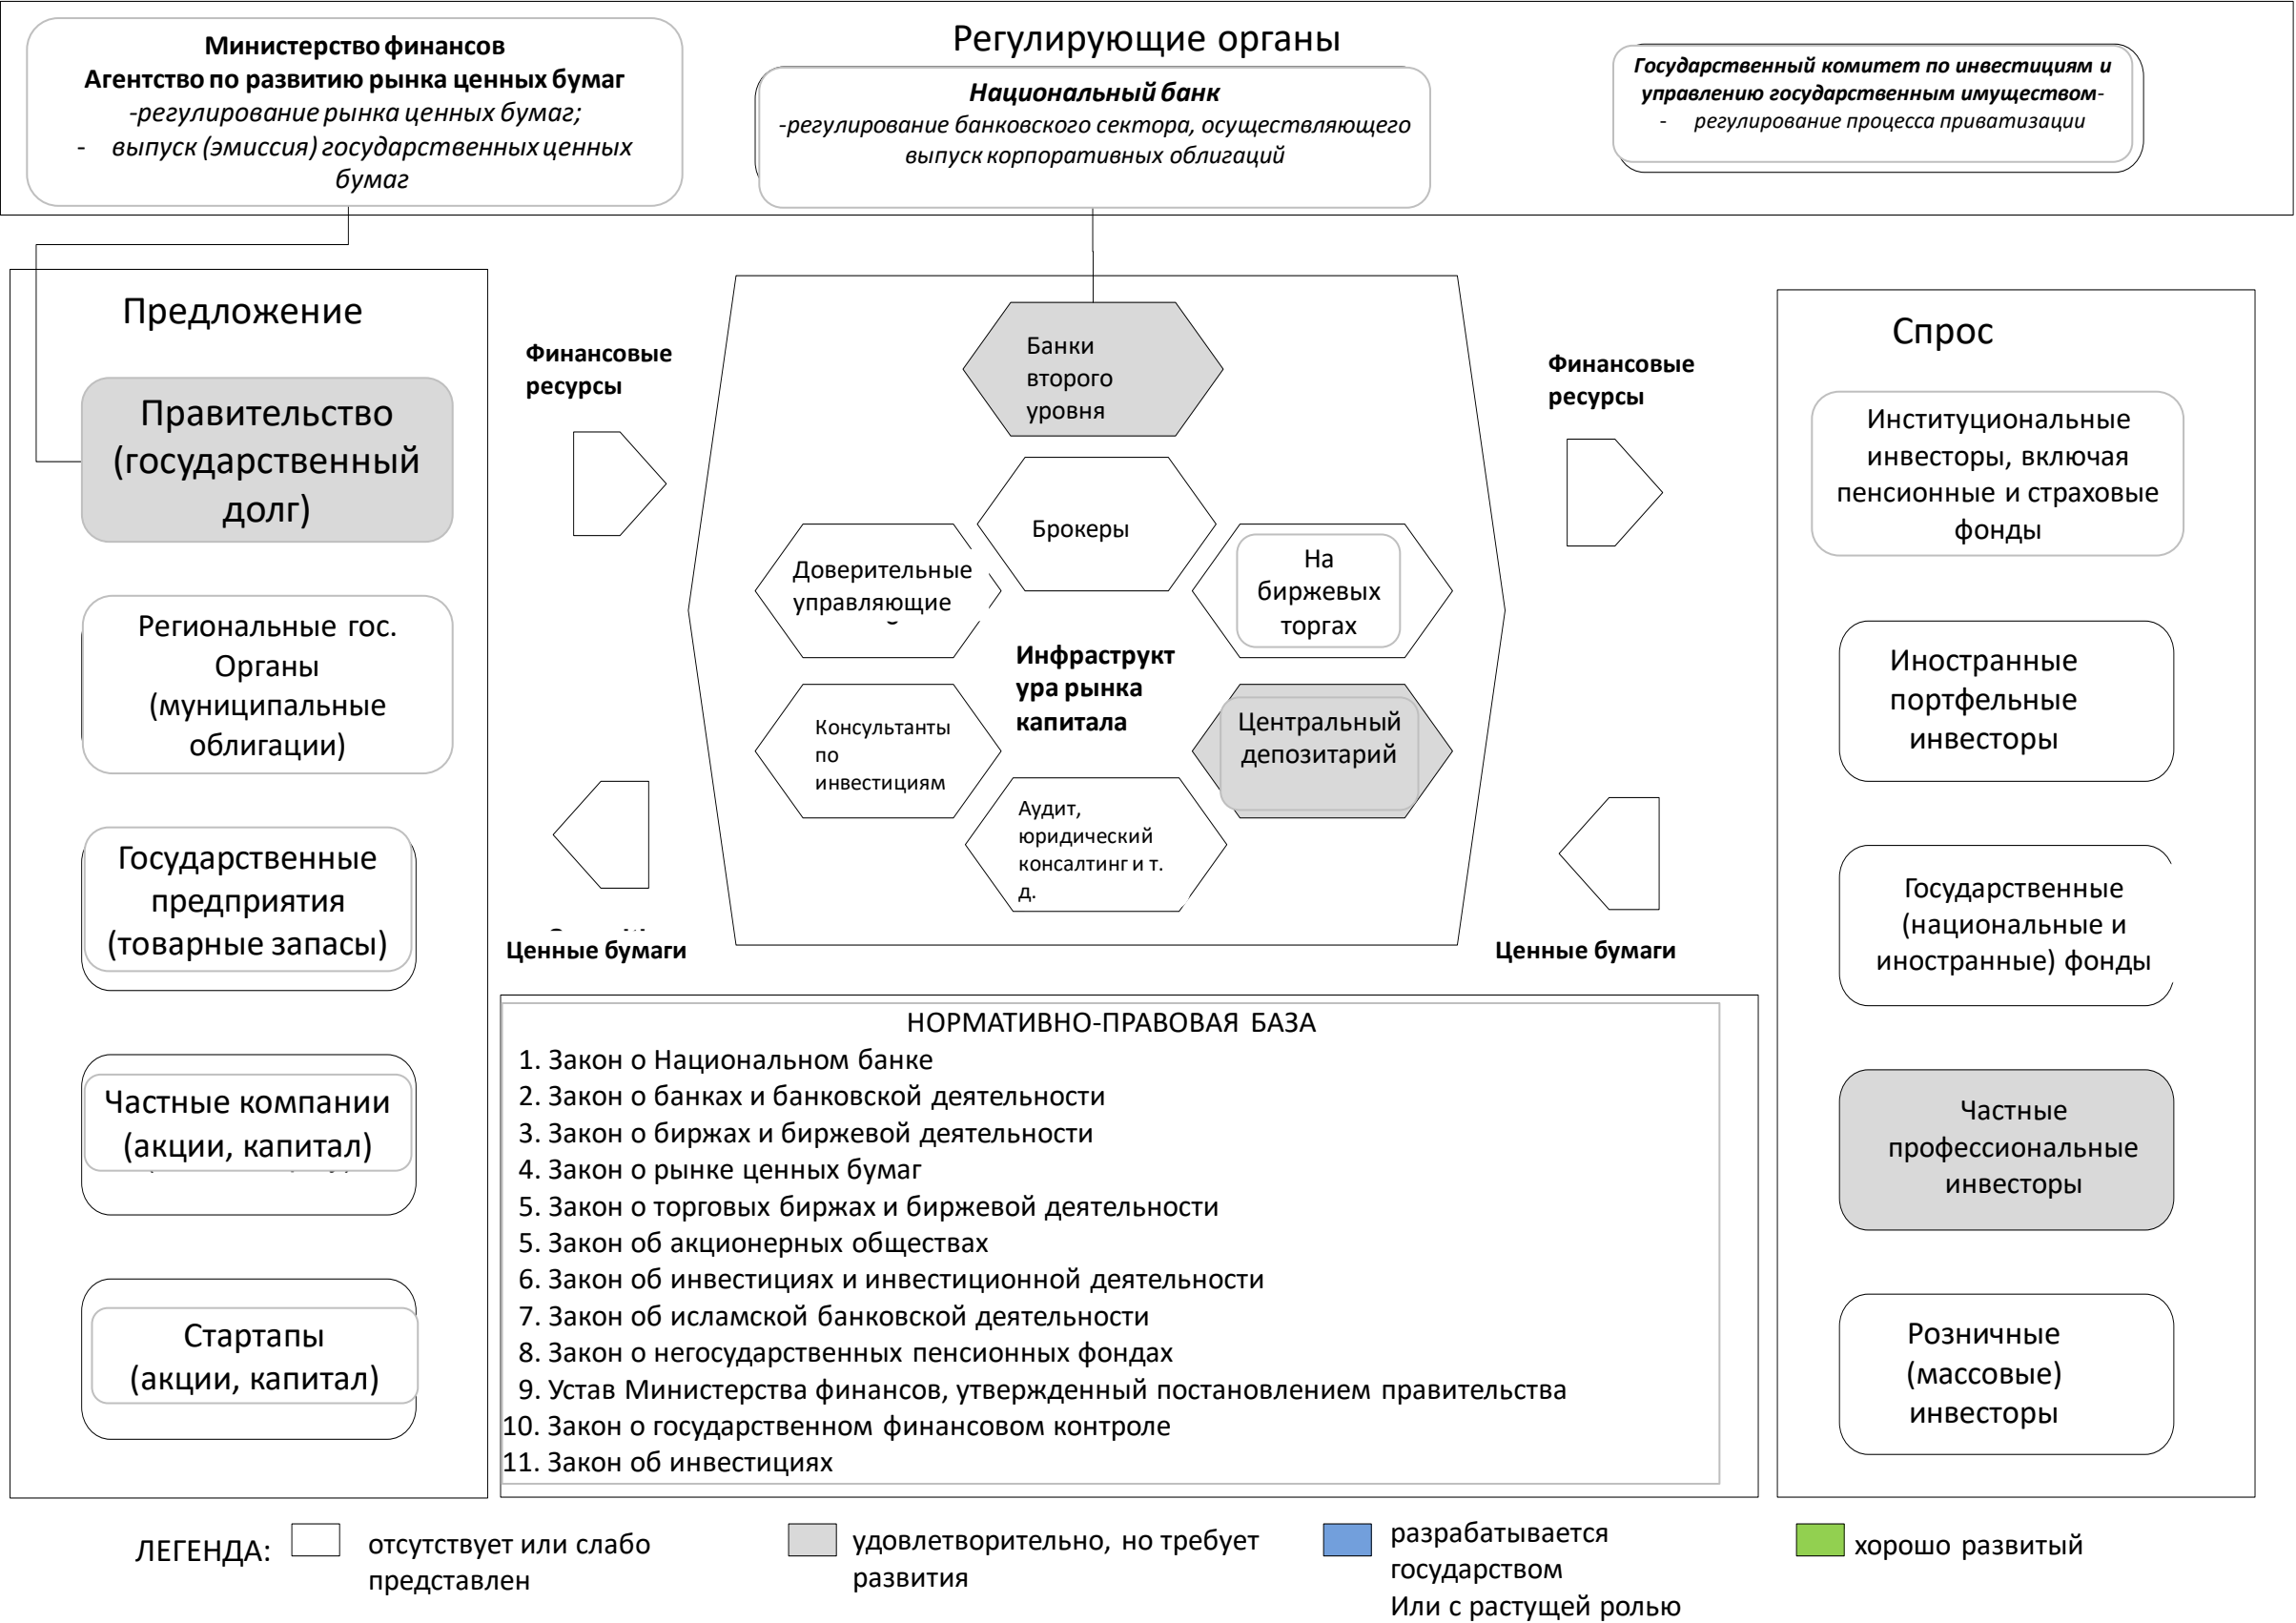 Регулирующие органы
Министерство финансов
Агентство по развитию рынка ценных бумаг
-регулирование рынка ценных бумаг;
- выпуск (эмиссия) государственных ценных
бумаг
Национальный банк
-регулирование банковского сектора, осуществляющего
выпуск корпоративных облигаций
Государственный комитет по инвестициям и
управлению государственным имуществом-
- регулирование процесса приватизации
Предложение
Правительство
(государственный
долг)
Региональные гос.
Органы
(муниципальные
облигации)
Государственные
предприятия
(товарные запасы)
Частные компании
(акции, капитал)
Стартапы
(акции, капитал)
Финансовые
ресурсы
Ценные бумаги
Банки
второго
уровня
Брокеры
Доверительные
управляющие
На
биржевых
торгах
Инфраструкт
ура рынка
капитала
Консультанты
по
инвестициям
Центральный
депозитарий
Аудит,
юридический
консалтинг и т.
д.
Финансовые
ресурсы
Ценные бумаги
Спрос
Институциональные
инвесторы, включая
пенсионные и страховые
фонды
Иностранные
портфельные
инвесторы
Государственные
(национальные и
иностранные) фонды
Частные
профессиональные
инвесторы
Розничные
(массовые)
инвесторы
НОРМАТИВНО-ПРАВОВАЯ БАЗА
1. Закон о Национальном банке
2. Закон о банках и банковской деятельности
3. Закон о биржах и биржевой деятельности
4. Закон о рынке ценных бумаг
5. Закон о торговых биржах и биржевой деятельности
5. Закон об акционерных обществах
6. Закон об инвестициях и инвестиционной деятельности
7. Закон об исламской банковской деятельности
8. Закон о негосударственных пенсионных фондах
9. Устав Министерства финансов, утвержденный постановлением правительства
10. Закон о государственном финансовом контроле
11. Закон об инвестициях
ЛЕГЕНДА:
отсутствует или слабо
представлен
удовлетворительно, но требует
развития
разрабатывается
государством
Или с растущей ролью
хорошо развитый